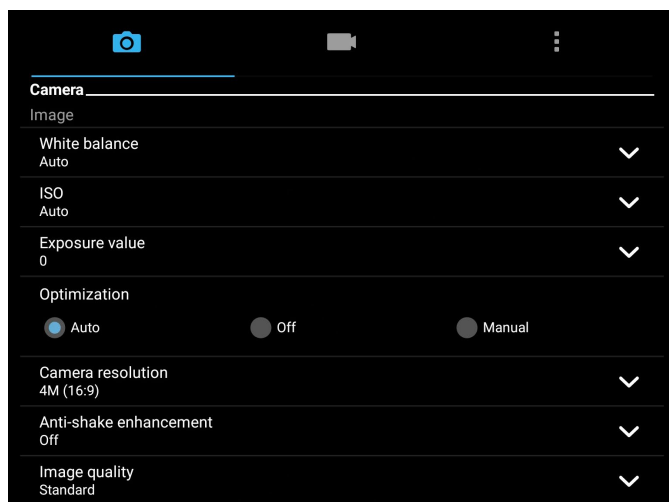 Camera
Image
White balance
Auto
ISO
Auto
Exposure value
0
Optimization
Auto Off Manual
Camera resolution
4M (16:9)
Anti-shake enhancement
Off
Image quality
Standard